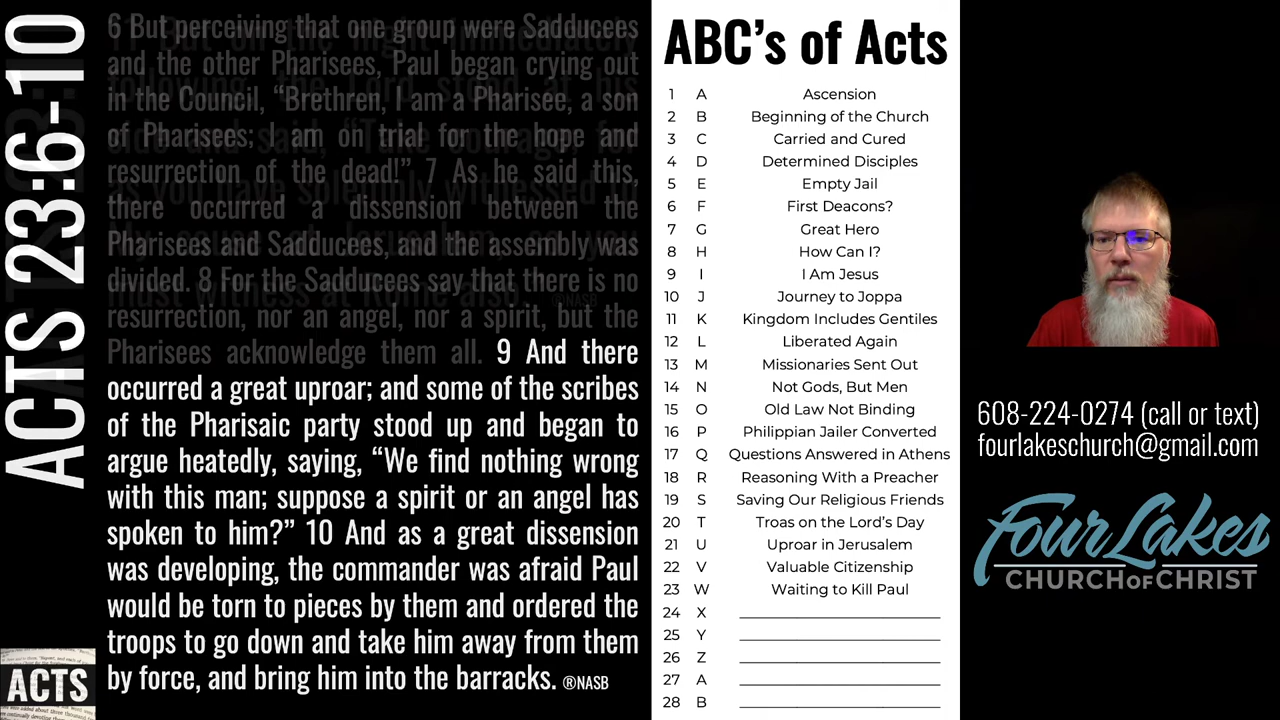 ACTS 23:6-10
6 But perceiving that one group were Sadducees
and the other Pharisees, Paul began crying out
in the Council, “Brethren, I am a Pharisee, a son
of Pharisees; I am on trial for the hope and
resurrection of the dead!” 7 As he said this,
there occurred a dissension between the
Pharisees and Sadducees, and the assembly was
divided. 8 For the Sadducees say that there is no
resurrection, nor an angel, nor a spirit, but the
Pharisees acknowledge them all. 9 And there
occurred a great uproar; and some of the scribes
of the Pharisaic party stood up and began to
argue heatedly, saying, “We find nothing wrong
with this man; suppose a spirit or an angel has
spoken to him?” 10 And as a great dissension
was developing, the commander was afraid Paul
would be torn to pieces by them and ordered the
troops to go down and take him away from them
by force, and bring him into the barracks. ®NASB
ACTS
ABC’s of Acts
1 A Ascension
2 B Beginning of the Church
3 C Carried and Cured
4 D Determined Disciples
5 E Empty Jail
6 F First Deacons?
7 G Great Hero
8 H How Can I?
9 I I Am Jesus
10 J Journey to Joppa
11 K Kingdom Includes Gentiles
12 L Liberated Again
13 M Missionaries Sent Out
14 N Not Gods, But Men
15 O Old Law Not Binding
16 P Philippian Jailer Converted
17 Q Questions Answered in Athens
18 R Reasoning With a Preacher
19 S Saving Our Religious Friends
20 T Troas on the Lord’s Day
21 U Uproar in Jerusalem
22 V Valuable Citizenship
23 W Waiting to Kill Paul
24 X
25 Y
26 Z
27 A
28 B
608-224-0274 (call or text)
fourlakeschurch@gmail.com
Four Lakes
CHURCH OF CHRIST